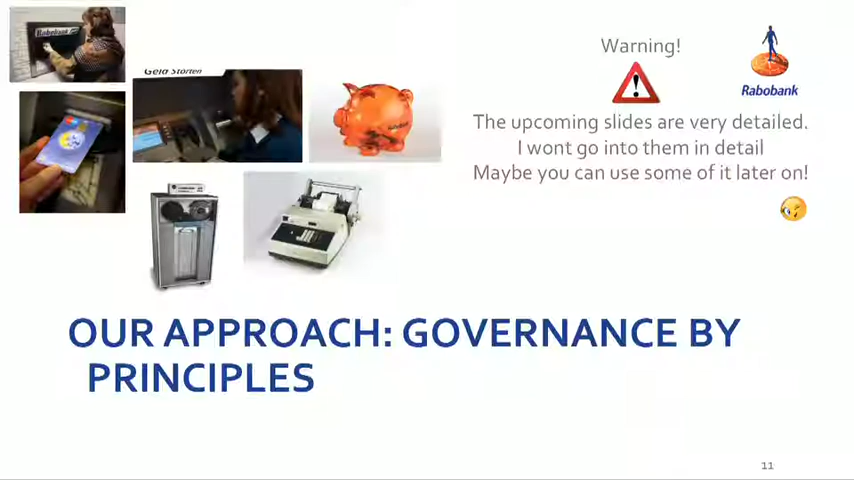 Rabobank
Geld Storten
Warning!
Rabobank
The upcoming slides are very detailed.
I wont go into them in detail
Maybe you can use some of it later on!
OUR APPROACH: GOVERNANCE BY
PRINCIPLES
11